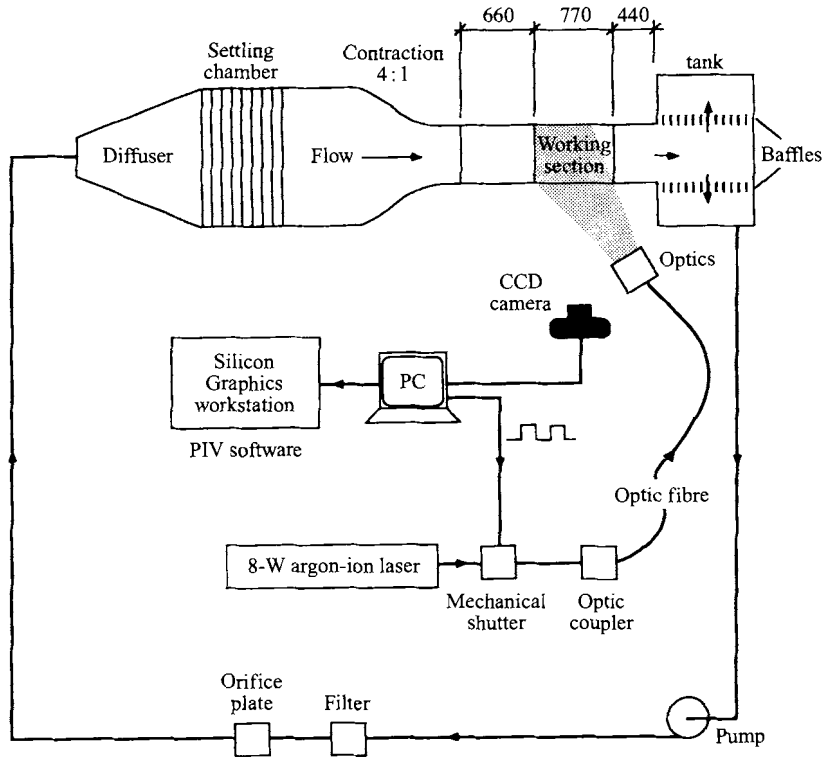 660
770
440
Settling
chamber
Contraction
4:1
tank
Diffuser
Flow
Working
section
Baffles
Optics
CCD
camera
Silicon
Graphics
workstation
PC
PIV software
Optic fibre
8-W argon-ion laser
Mechanical
shutter
Optic
coupler
Orifice
plate
Filter
Pump